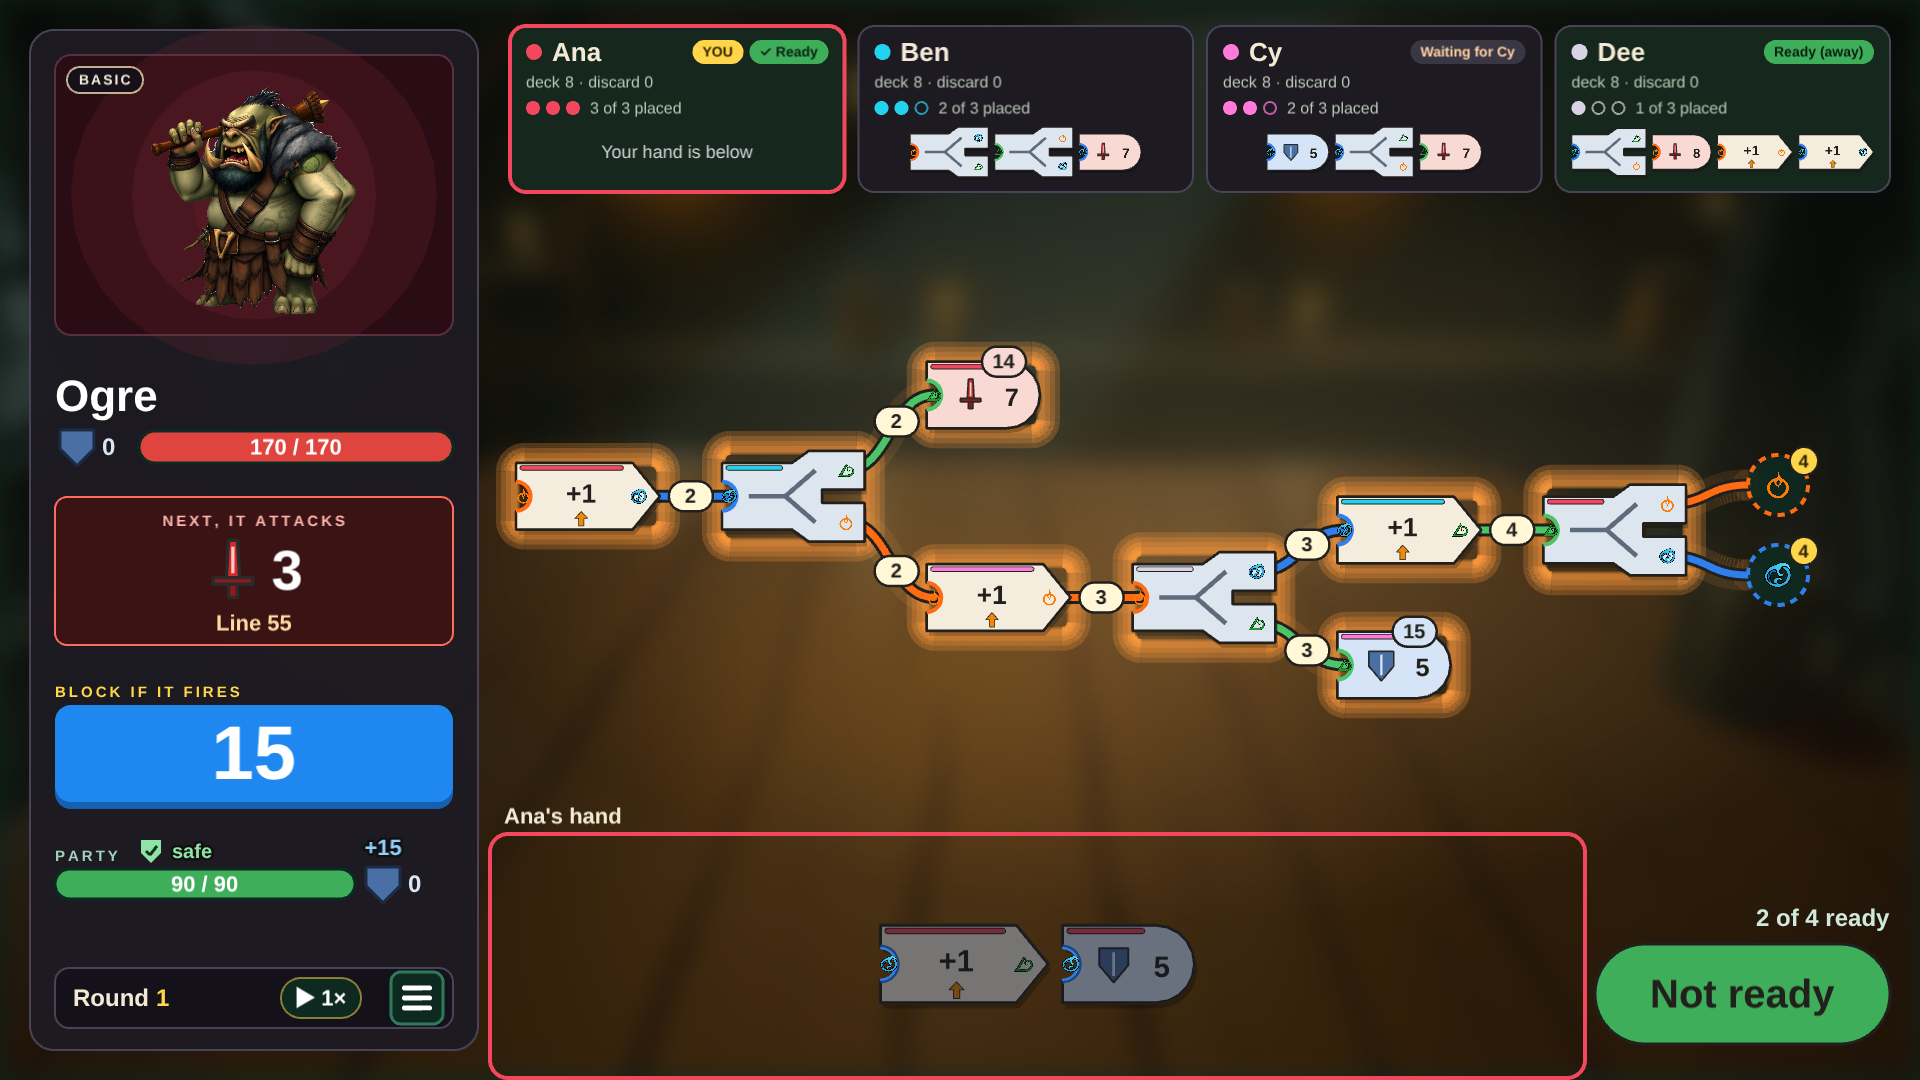 BASIC
Ogre
0
170 / 170
NEXT, IT ATTACKS
3
Line 55
BLOCK IF IT FIRES
15
PARTY
safe
+15
90 / 90
0
Round 1
1×
Ana
YOU
Ready
deck 8 · discard 0
3 of 3 placed
Your hand is below
Ben
deck 8 · discard 0
2 of 3 placed
7
Cy
Waiting for Cy
deck 8 · discard 0
2 of 3 placed
5
7
Dee
Ready (away)
deck 8 · discard 0
1 of 3 placed
8
+1
+1
14
7
2
+1
2
2
+1
3
3
+1
4
4
4
3
15
5
Ana's hand
+1
5
2 of 4 ready
Not ready